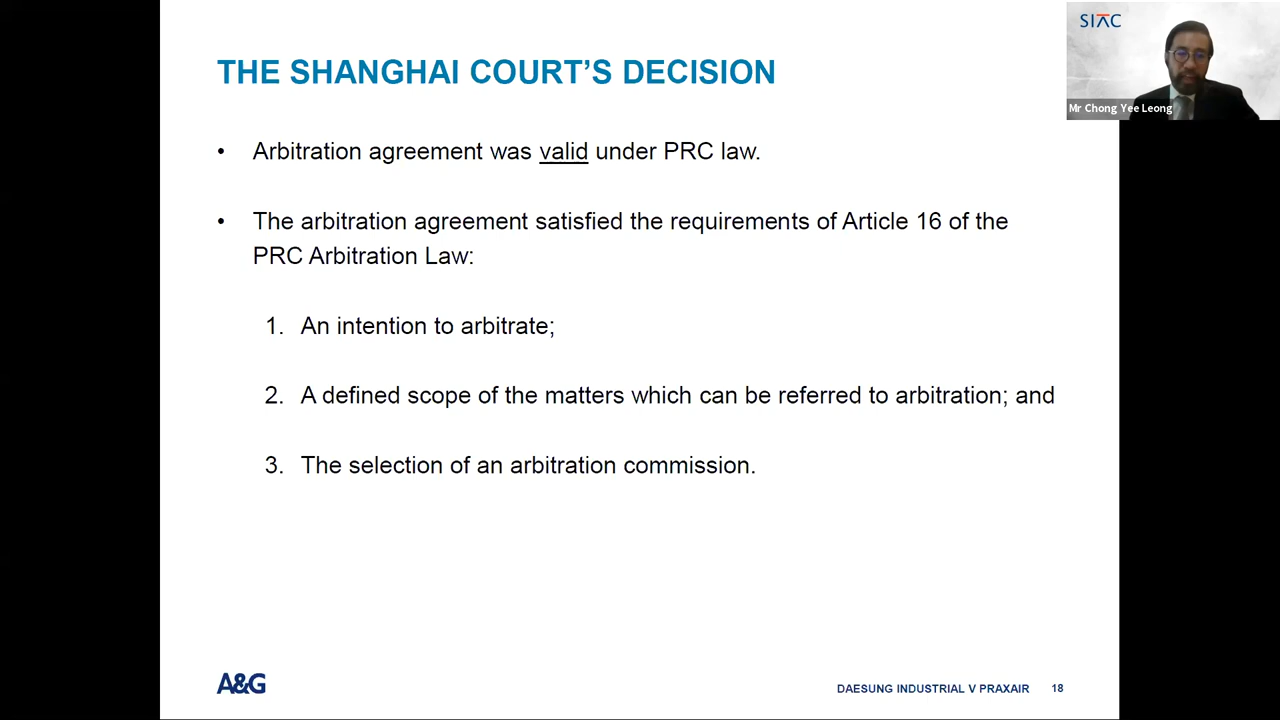 SIAC
Mr Chong Yee Leong
THE SHANGHAI COURT'S DECISION
• Arbitration agreement was valid under PRC law.
• The arbitration agreement satisfied the requirements of Article 16 of the
PRC Arbitration Law:
1. An intention to arbitrate;
2. A defined scope of the matters which can be referred to arbitration; and
3. The selection of an arbitration commission.
A&G
DAESUNG INDUSTRIAL V PRAXAIR 18